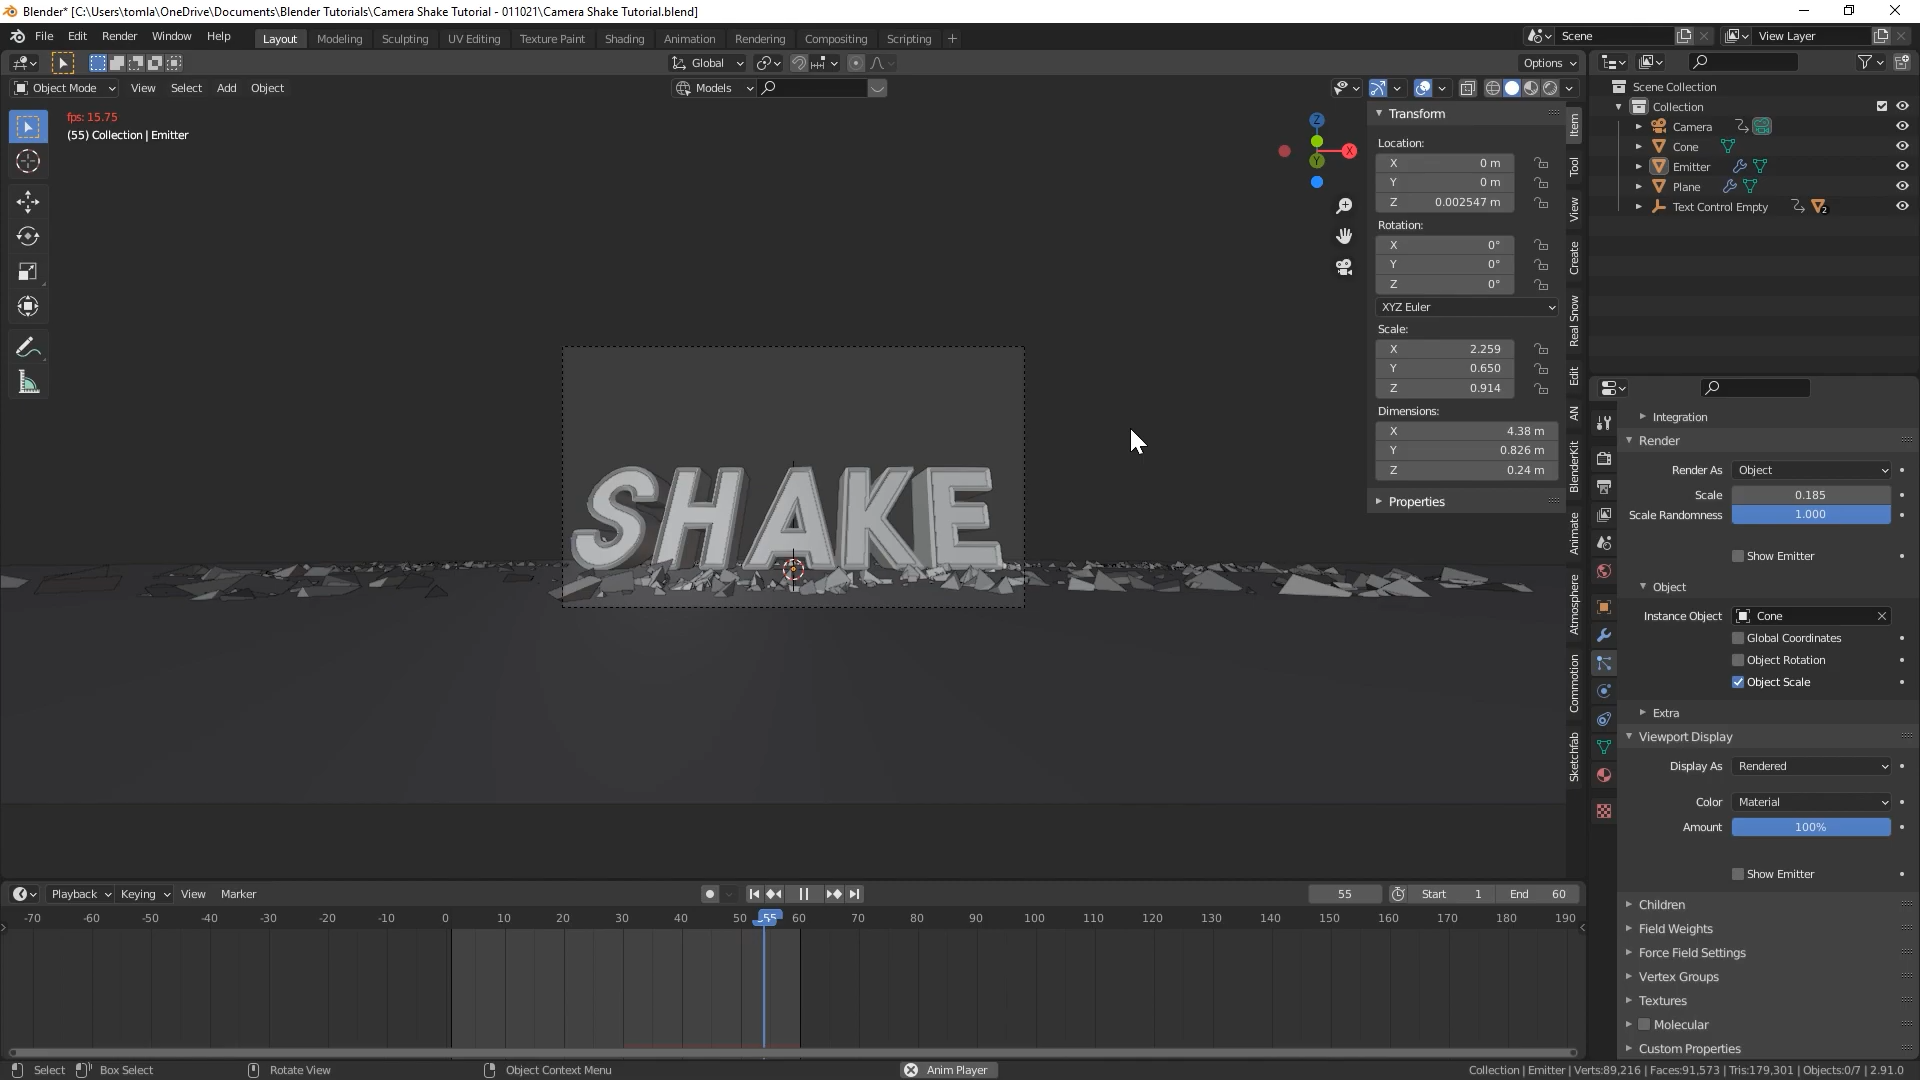 Blender* [C:\Users\tomla\OneDrive\Documents\Blender Tutorials\Camera Shake Tutorial - 011021\Camera Shake Tutorial.blend]
File Edit Render Window Help Layout Modeling Sculpting UV Editing Texture Paint Shading Animation Rendering Compositing Scripting + Scene View Layer
Global Options
Object Mode View Select Add Object Models
fps: 15.75
(55) Collection | Emitter
Z
X
Y
SHAKE
Transform
Location:
X 0 m
Y 0 m
Z 0.002547 m
Rotation:
X 0°
Y 0°
Z 0°
XYZ Euler
Scale:
X 2.259
Y 0.650
Z 0.914
Dimensions:
X 4.38 m
Y 0.826 m
Z 0.24 m
Properties
Item
Tool
View
Create
Real Snow
Edit
AN
BlenderKit
Animate
Atmosphere
Commotion
Sketchfab
Scene Collection
Collection
Camera
Cone
Emitter
Plane
Text Control Empty 2
Integration
Render
Render As Object
Scale 0.185
Scale Randomness 1.000
Show Emitter
Object
Instance Object Cone
Global Coordinates
Object Rotation
Object Scale
Extra
Viewport Display
Display As Rendered
Color Material
Amount 100%
Show Emitter
Children
Field Weights
Force Field Settings
Vertex Groups
Textures
Molecular
Custom Properties
Playback Keying View Marker 55 Start 1 End 60
-70 -60 -50 -40 -30 -20 -10 0 10 20 30 40 50 55 60 70 80 90 100 110 120 130 140 150 160 170 180 190
Select Box Select Rotate View Object Context Menu Anim Player Collection | Emitter | Verts:89,216 | Faces:91,573 | Tris:179,301 | Objects:0/7 | 2.91.0